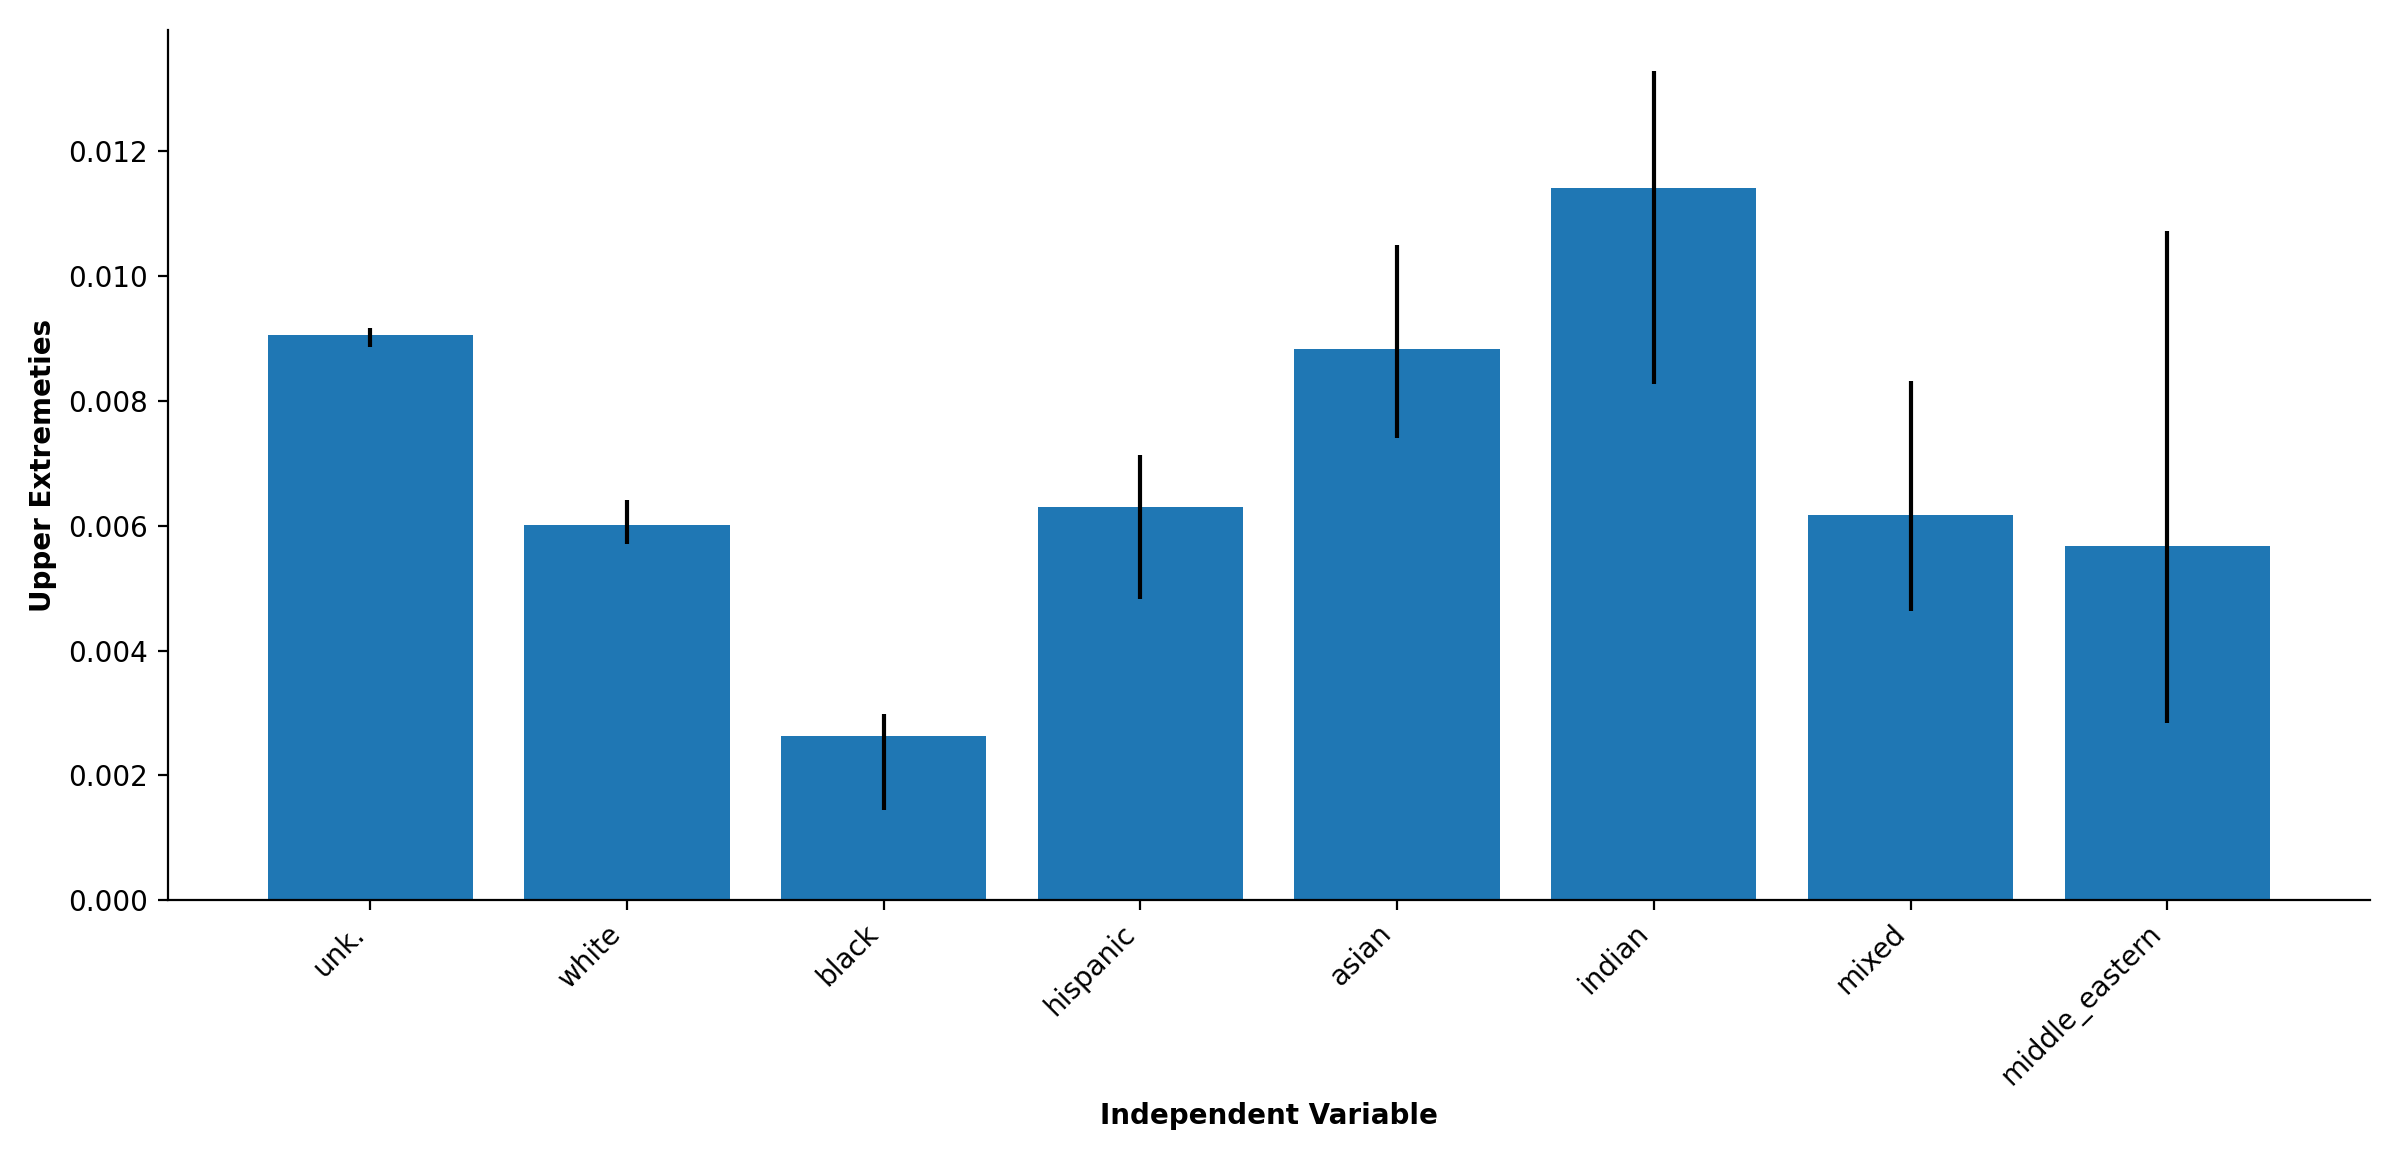 0.012
0.010
0.008
0.006
0.004
0.002
0.000
Upper Extremeties
unk.
white
black
hispanic
asian
indian
mixed
middle_eastern
Independent Variable